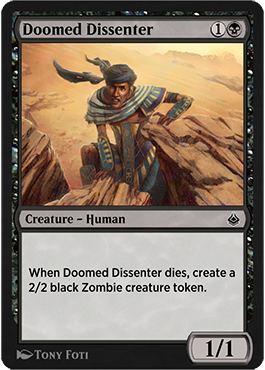 Doomed Dissenter 1
Creature – Human
When Doomed Dissenter dies, create a
2/2 black Zombie creature token.
1/1
Tony Foti